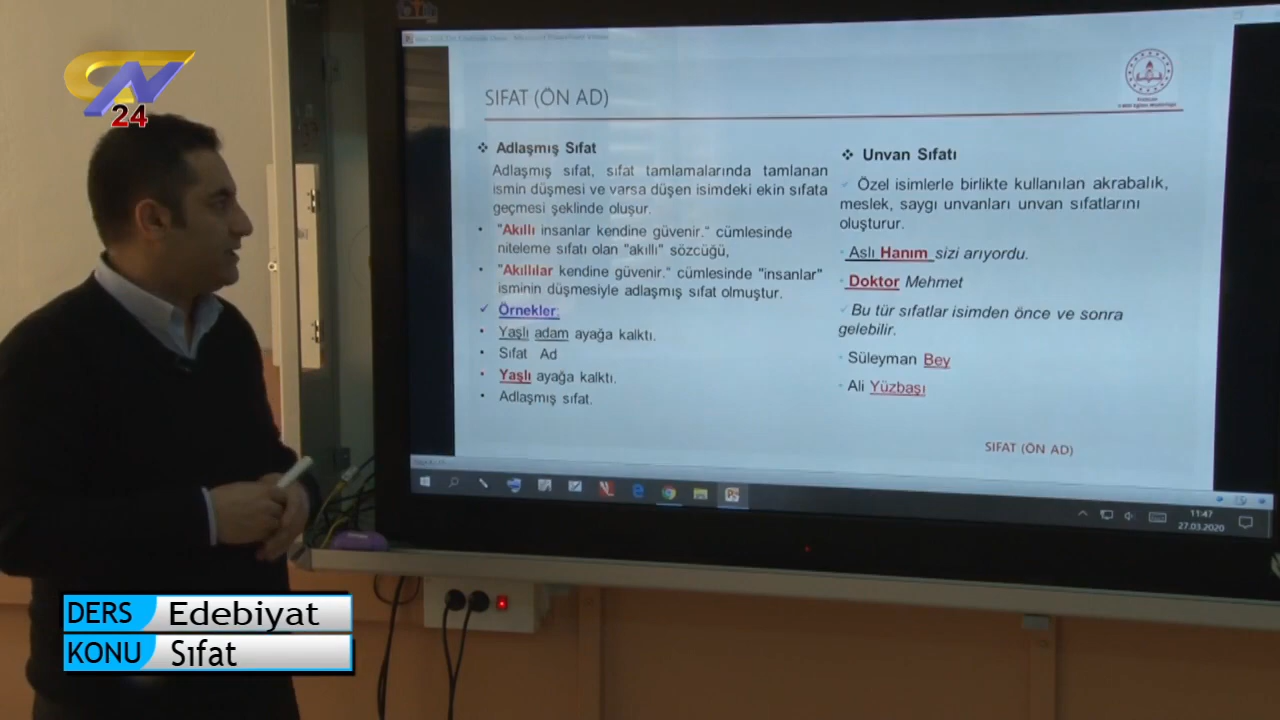 24
SIFAT (ÖN AD)
❖ Adlaşmış Sıfat
Adlaşmış sıfat, sıfat tamlamalarında tamlanan
ismin düşmesi ve varsa düşen isimdeki ekin sıfata
geçmesi şeklinde oluşur.
• "Akıllı insanlar kendine güvenir." cümlesinde
niteleme sıfatı olan "akıllı" sözcüğü,
• "Akıllılar kendine güvenir." cümlesinde "insanlar"
isminin düşmesiyle adlaşmış sıfat olmuştur.
✓ Örnekler:
• Yaşlı adam ayağa kalktı.
• Sıfat Ad
• Yaşlı ayağa kalktı.
• Adlaşmış sıfat.
❖ Unvan Sıfatı
✓ Özel isimlerle birlikte kullanılan akrabalık,
meslek, saygı unvanları unvan sıfatlarını
oluşturur.
• Aslı Hanım sizi arıyordu.
• Doktor Mehmet
✓ Bu tür sıfatlar isimden önce ve sonra
gelebilir.
• Süleyman Bey
• Ali Yüzbaşı
SIFAT (ÖN AD)
11:47
27.03.2020
DERS Edebiyat
KONU Sıfat